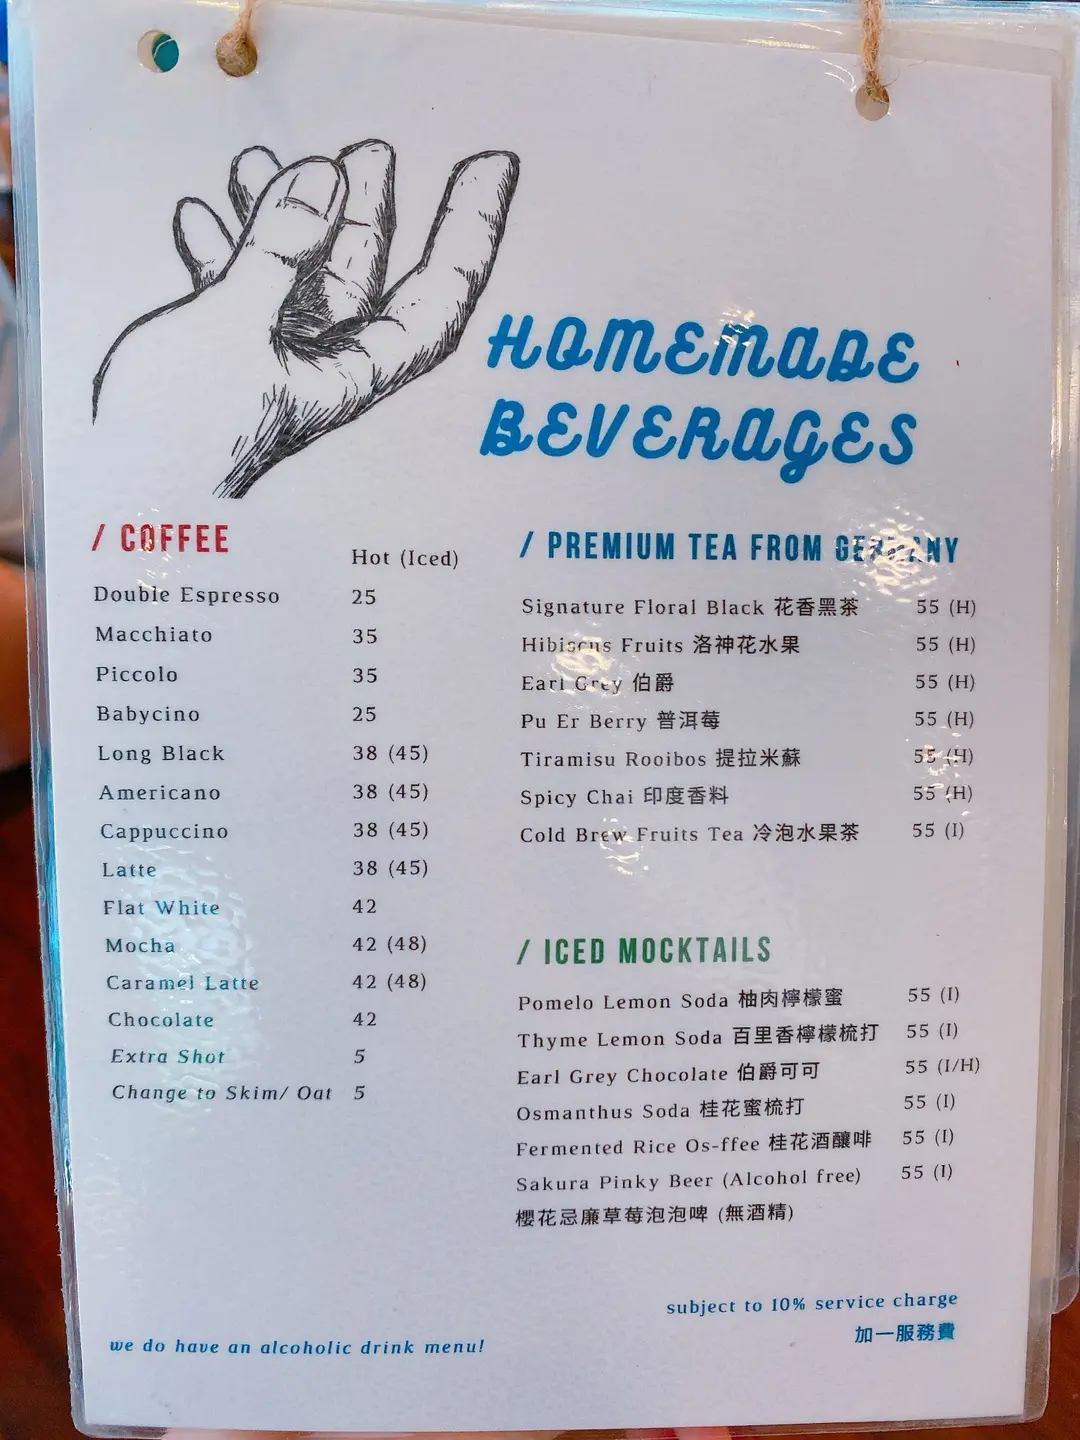 HOMEMADE
BEVERAGES
/ COFFEE
Hot (Iced)
Double Espresso 25
Macchiato 35
Piccolo 35
Babycino 25
Long Black 38 (45)
Americano 38 (45)
Cappuccino 38 (45)
Latte 38 (45)
Flat White 42
Mocha 42 (48)
Caramel Latte 42 (48)
Chocolate 42
Extra Shot 5
Change to Skim/ Oat 5
/ PREMIUM TEA FROM GERMANY
Signature Floral Black 花香黑茶 55 (H)
Hibiscus Fruits 洛神花水果 55 (H)
Earl Grey 伯爵 55 (H)
Pu Er Berry 普洱莓 55 (H)
Tiramisu Rooibos 提拉米蘇 55 (H)
Spicy Chai 印度香料 55 (H)
Cold Brew Fruits Tea 冷泡水果茶 55 (I)
/ ICED MOCKTAILS
Pomelo Lemon Soda 柚肉檸檬蜜 55 (I)
Thyme Lemon Soda 百里香檸檬梳打 55 (I)
Earl Grey Chocolate 伯爵可可 55 (I/H)
Osmanthus Soda 桂花蜜梳打 55 (I)
Fermented Rice Os-ffee 桂花酒釀啡 55 (I)
Sakura Pinky Beer (Alcohol free) 55 (I)
櫻花忌廉草莓泡泡啤 (無酒精)
subject to 10% service charge
加一服務費
we do have an alcoholic drink menu!